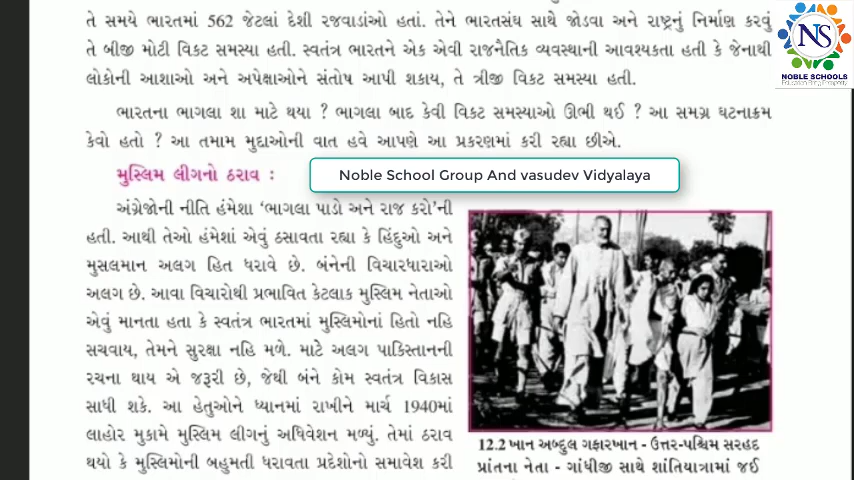 તે સમયે ભારતમાં 562 જેટલાં દેશી રજવાડાંઓ હતાં. તેને ભારતસંઘ સાથે જોડવા અને રાષ્ટ્રનું નિર્માણ કરવું
તે બીજી મોટી વિકટ સમસ્યા હતી. સ્વતંત્ર ભારતને એક એવી રાજનૈતિક વ્યવસ્થાની આવશ્યકતા હતી કે જેનાથી
લોકોની આશાઓ અને અપેક્ષાઓને સંતોષ આપી શકાય, તે ત્રીજી વિકટ સમસ્યા હતી.
ભારતના ભાગલા શા માટે થયા ? ભાગલા બાદ કેવી વિકટ સમસ્યાઓ ઊભી થઈ ? આ સમગ્ર ઘટનાક્રમ
કેવો હતો ? આ તમામ મુદ્દાઓની વાત હવે આપણે આ પ્રકરણમાં કરી રહ્યા છીએ.
મુસ્લિમ લીગનો ઠરાવ :
Noble School Group And vasudev Vidyalaya
અંગ્રેજોની નીતિ હંમેશા ‘ભાગલા પાડો અને રાજ કરો’ની
હતી. આથી તેઓ હંમેશાં એવું ઠસાવતા રહ્યા કે હિંદુઓ અને
મુસલમાન અલગ હિત ધરાવે છે. બંનેની વિચારધારાઓ
અલગ છે. આવા વિચારોથી પ્રભાવિત કેટલાક મુસ્લિમ નેતાઓ
એવું માનતા હતા કે સ્વતંત્ર ભારતમાં મુસ્લિમોનાં હિતો નહિ
સચવાય, તેમને સુરક્ષા નહિ મળે. માટે અલગ પાકિસ્તાનની
રચના થાય એ જરૂરી છે, જેથી બંને કોમ સ્વતંત્ર વિકાસ
સાધી શકે. આ હેતુઓને ધ્યાનમાં રાખીને માર્ચ 1940માં
લાહોર મુકામે મુસ્લિમ લીગનું અધિવેશન મળ્યું. તેમાં ઠરાવ
થયો કે મુસ્લિમોની બહુમતી ધરાવતા પ્રદેશોનો સમાવેશ કરી
12.2 ખાન અબ્દુલ ગફારખાન - ઉત્તર-પશ્ચિમ સરહદ
પ્રાંતના નેતા - ગાંધીજી સાથે શાંતિયાત્રામાં જઈ
NS
NOBLE SCHOOLS